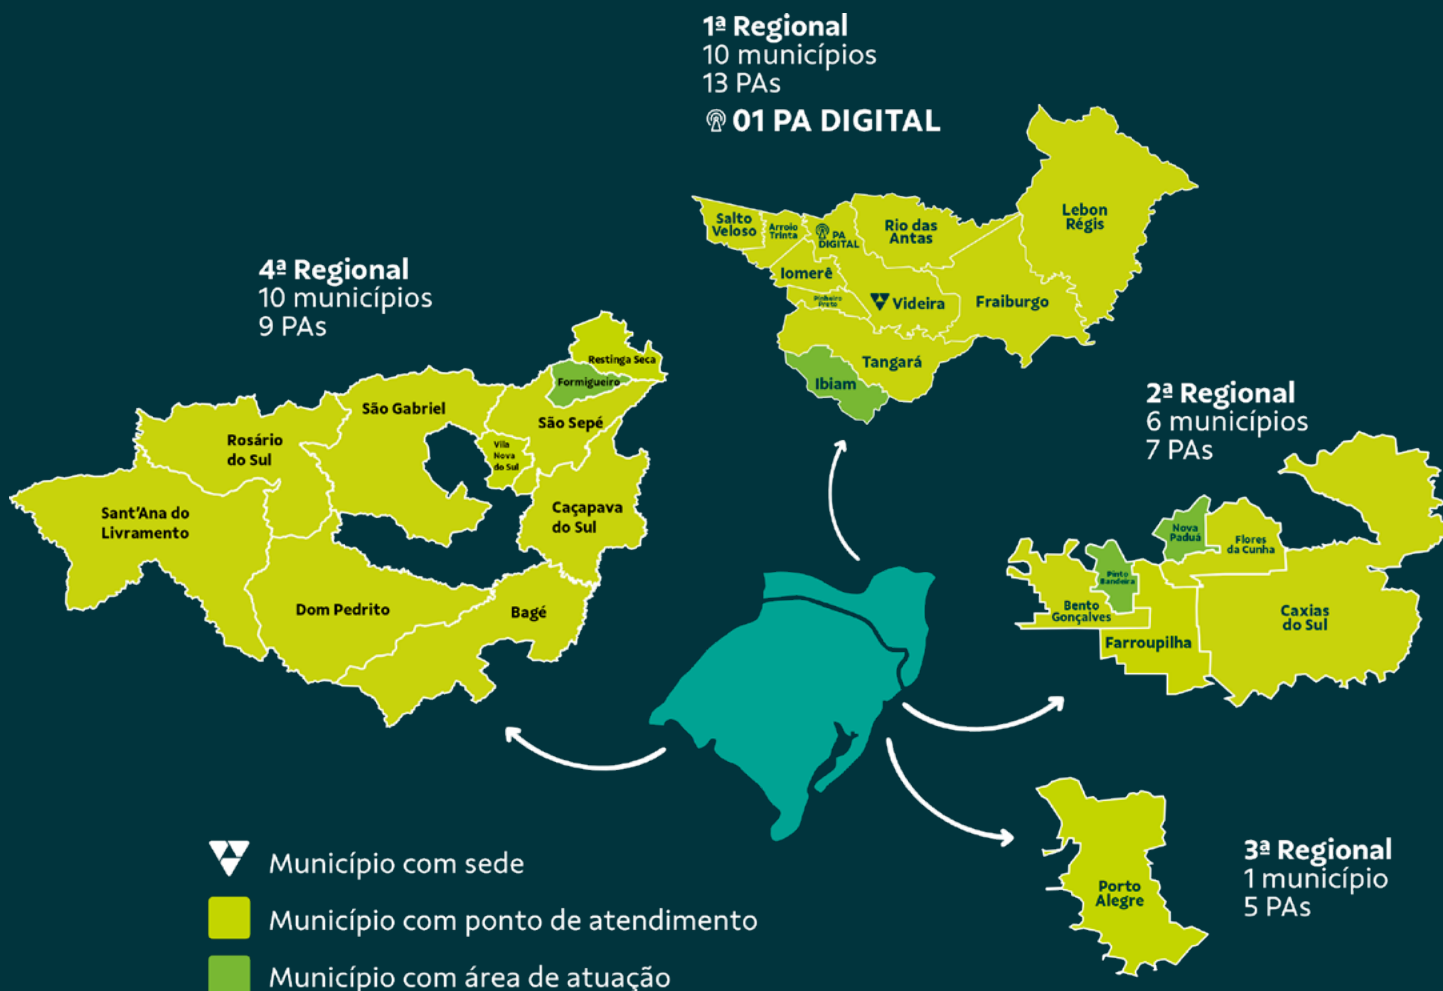 1ª Regional
10 municípios
13 PAs
01 PA DIGITAL
Salto
Veloso
Arroio
Trinta
PA
DIGITAL
Rio das
Antas
Lebon
Régis
Iomerê
Pinheiro
Preto
Videira
Fraiburgo
Tangará
Ibiam
4ª Regional
10 municípios
9 PAs
Restinga Seca
Formigueiro
São Gabriel
São Sepé
Rosário
do Sul
Vila
Nova
do Sul
Sant'Ana do
Livramento
Caçapava
do Sul
Dom Pedrito
Bagé
2ª Regional
6 municípios
7 PAs
Nova
Paduá
Flores
da Cunha
Pinto
Bandeira
Bento
Gonçalves
Caxias
do Sul
Farroupilha
3ª Regional
1 município
5 PAs
Porto
Alegre
Município com sede
Município com ponto de atendimento
Município com área de atuação